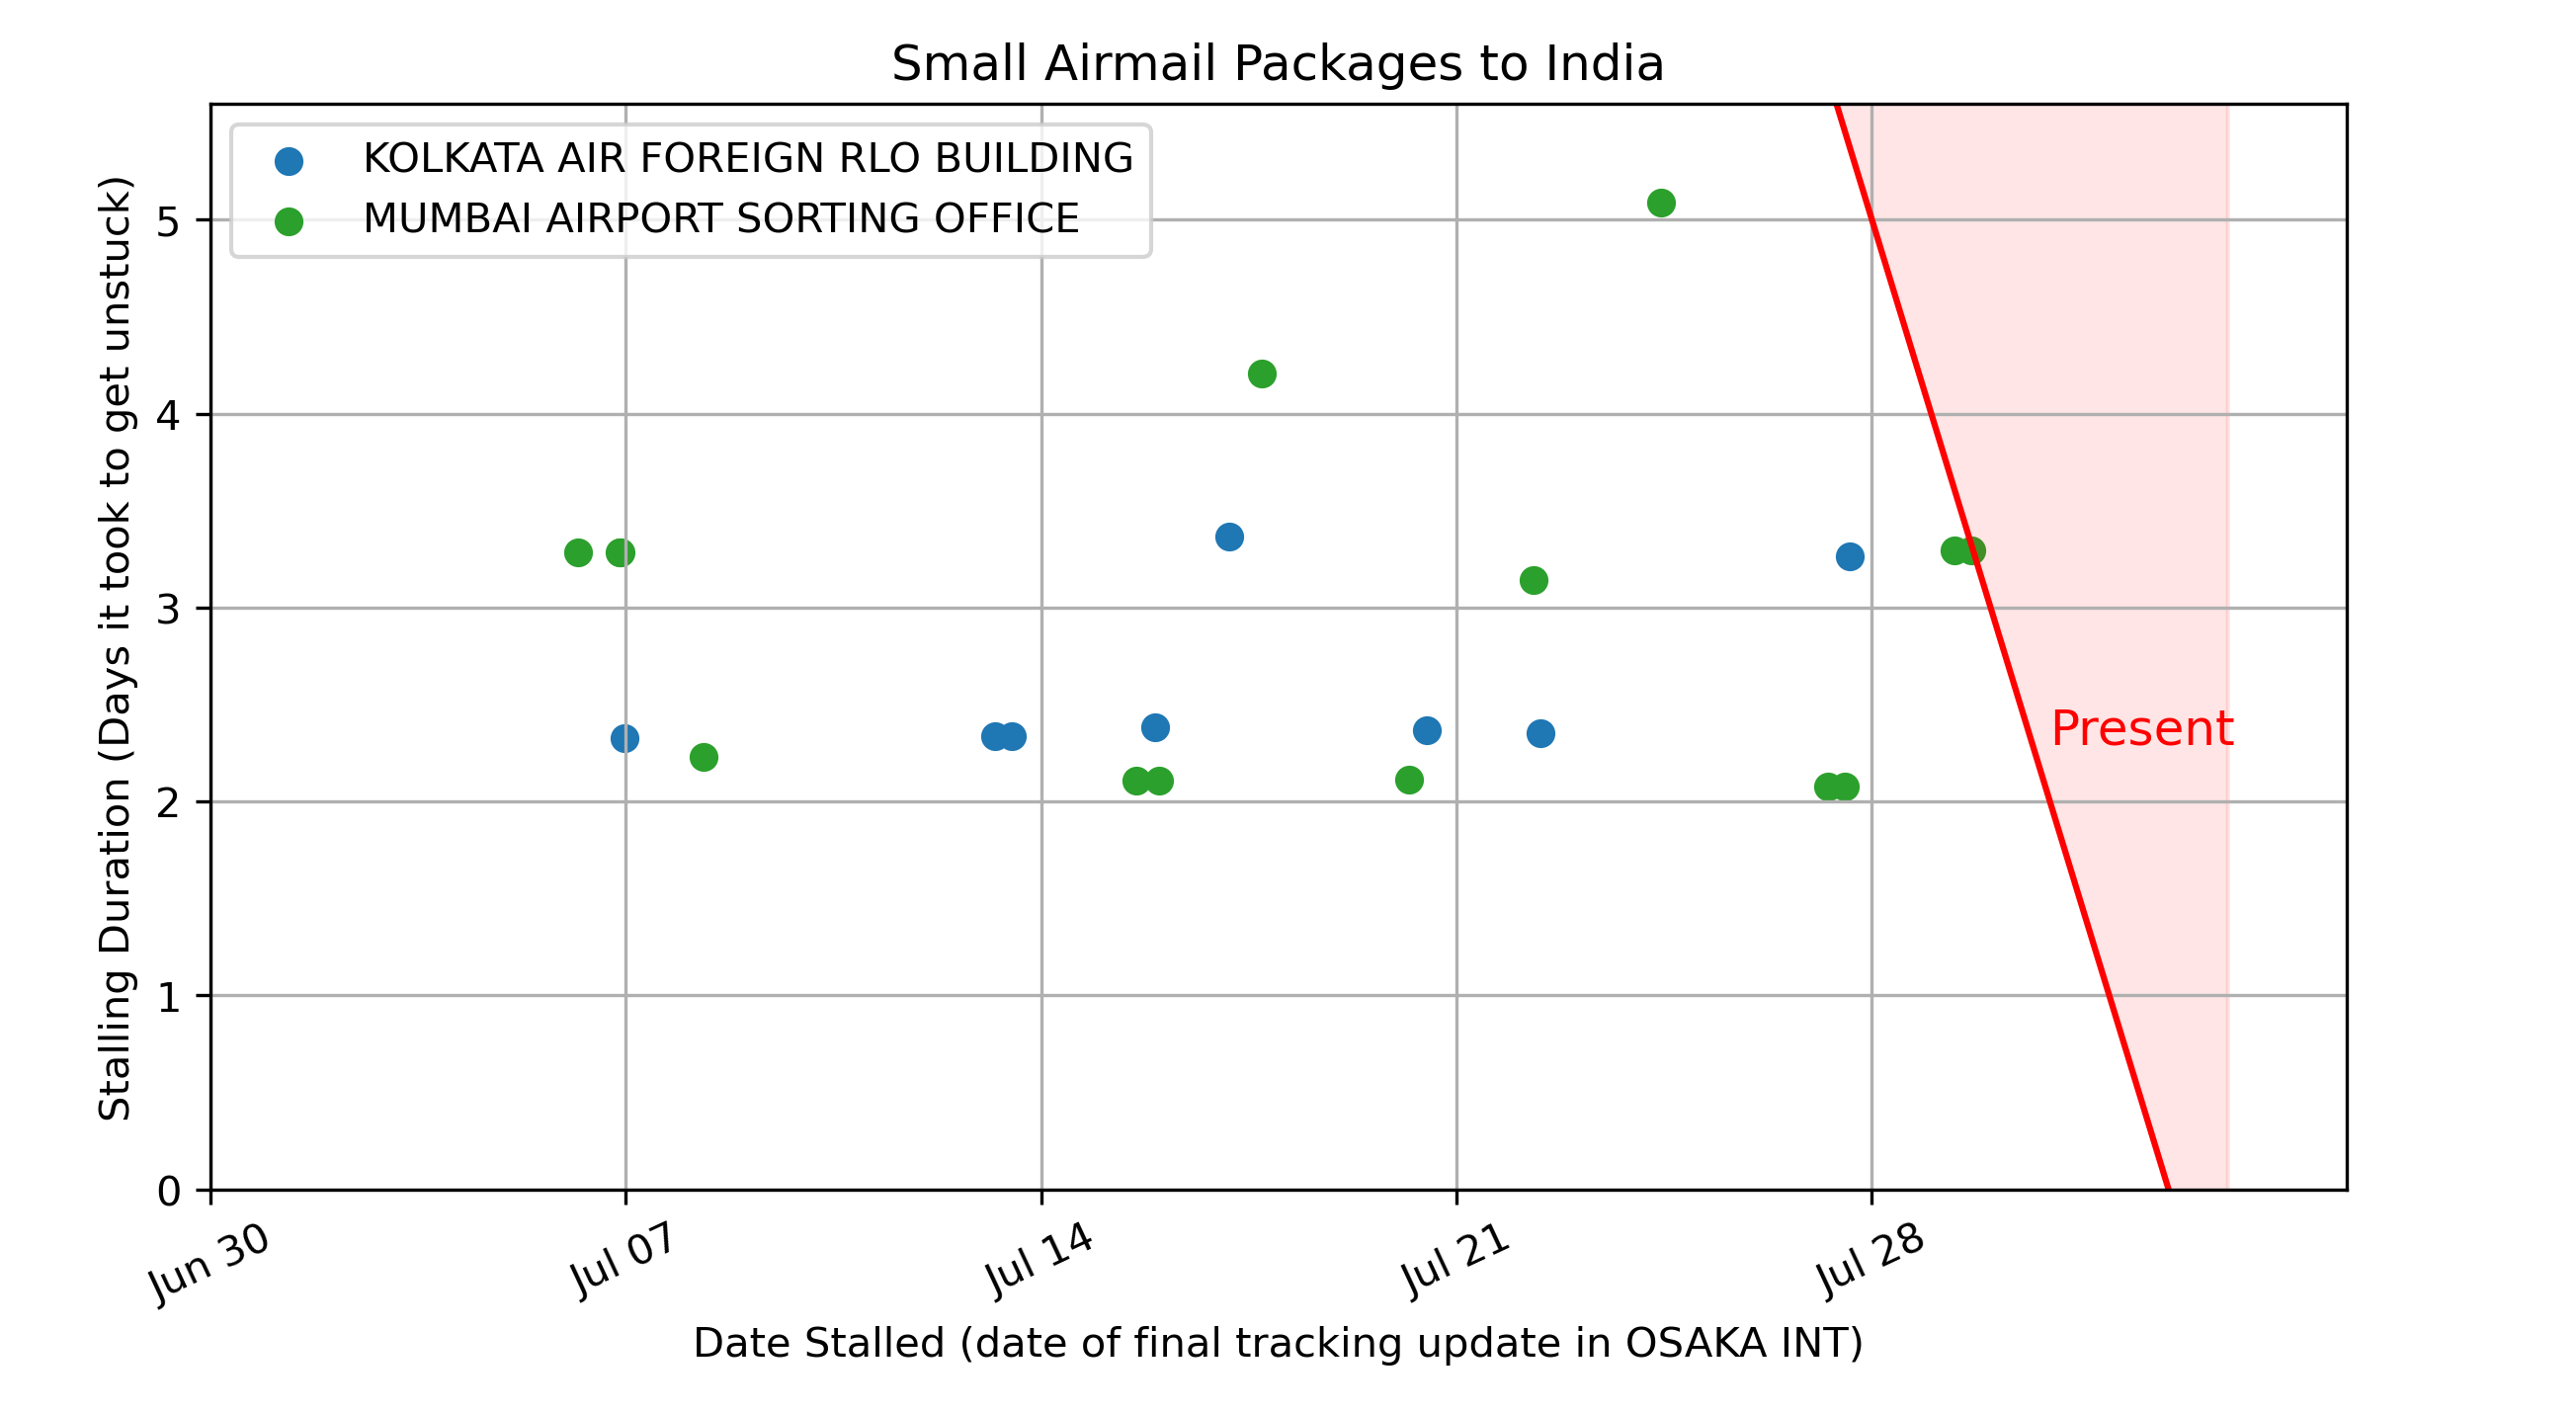 Small Airmail Packages to India
KOLKATA AIR FOREIGN RLO BUILDING
MUMBAI AIRPORT SORTING OFFICE
Stalling Duration (Days it took to get unstuck)
5
4
3
2
1
0
Present
Jun 30
Jul 07
Jul 14
Jul 21
Jul 28
Date Stalled (date of final tracking update in OSAKA INT)